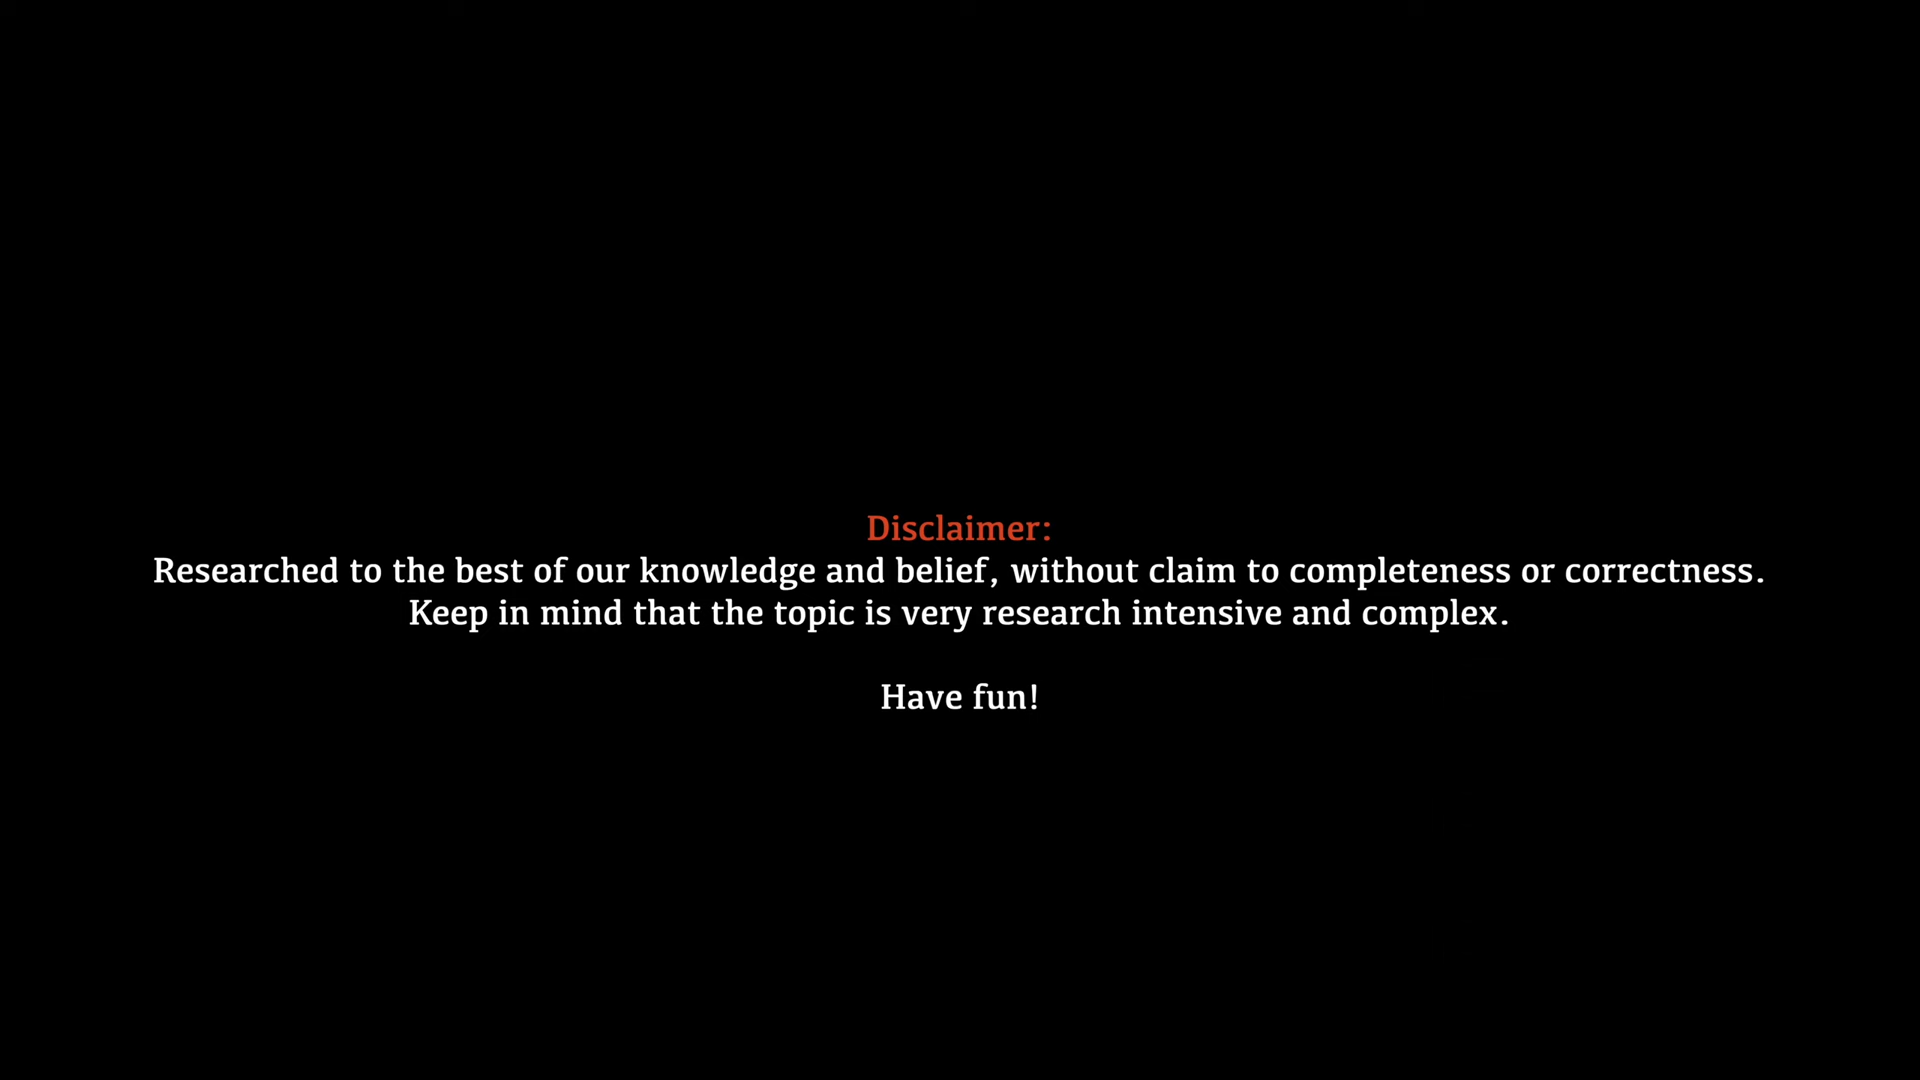 Disclaimer:
Researched to the best of our knowledge and belief, without claim to completeness or correctness.
Keep in mind that the topic is very research intensive and complex.
Have fun!